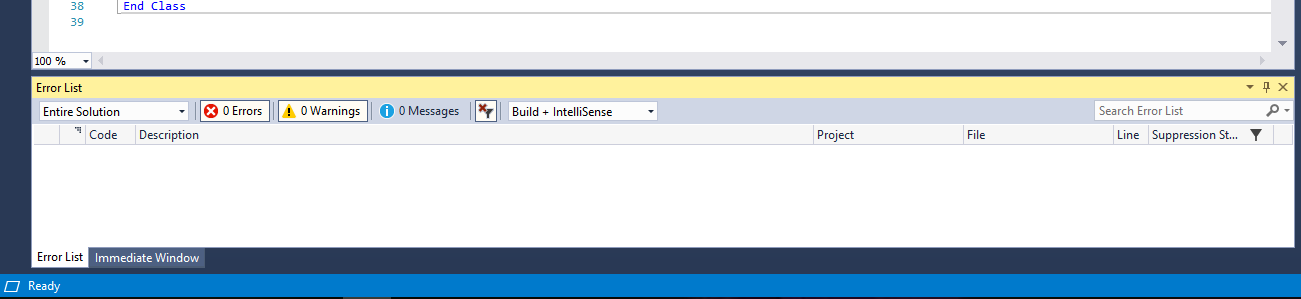 38 End Class
39
100 %
Error List
Entire Solution 0 Errors 0 Warnings 0 Messages Build + IntelliSense Search Error List
Code Description Project File Line Suppression St...
Error List Immediate Window
Ready